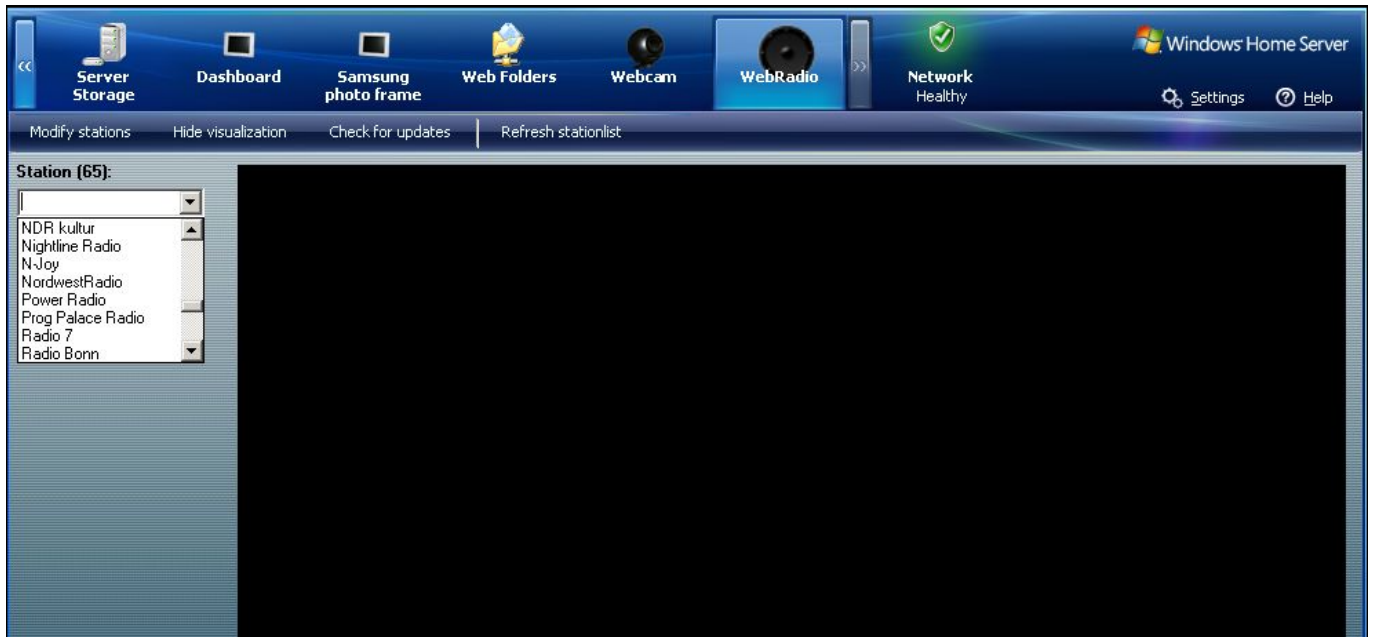 <<
Server
Storage
Dashboard
Samsung
photo frame
Web Folders
Webcam
WebRadio
>>
Network
Healthy
Windows Home Server
Settings
Help
Modify stations
Hide visualization
Check for updates
Refresh stationlist
Station (65):
NDR kultur
Nightline Radio
N-Joy
NordwestRadio
Power Radio
Prog Palace Radio
Radio 7
Radio Bonn